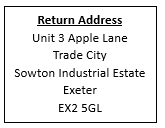 Return Address
Unit 3 Apple Lane
Trade City
Sowton Industrial Estate
Exeter
EX2 5GL